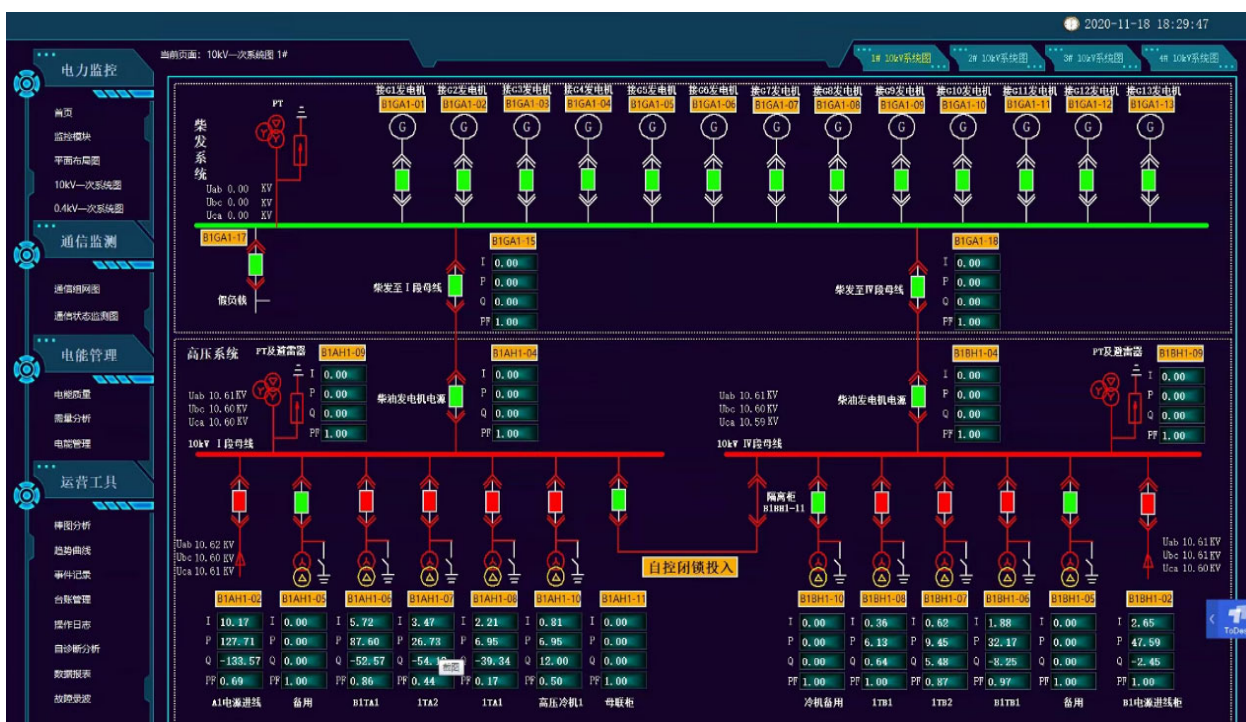 2020-11-18 18:29:47
当前页面: 10kV一次系统图 1#
1# 10kV系统图 2# 10kV系统图 3# 10kV系统图 4# 10kV系统图
电力监控
首页
监控模块
平面布局图
10kV一次系统图
0.4kV一次系统图
通信监测
通信组网图
通信状态监测图
电能管理
电能质量
需量分析
电能管理
运营工具
棒图分析
趋势曲线
事件记录
台账管理
操作日志
自诊断分析
数据报表
故障录波
接G1发电机 接G2发电机 接G3发电机 接G4发电机 接G5发电机 接G6发电机 接G7发电机 接G8发电机 接G9发电机 接G10发电机 接G11发电机 接G12发电机 接G13发电机
B1GA1-01 B1GA1-02 B1GA1-03 B1GA1-04 B1GA1-05 B1GA1-06 B1GA1-07 B1GA1-08 B1GA1-09 B1GA1-10 B1GA1-11 B1GA1-12 B1GA1-13
G G G G G G G G G G G G G
PT
柴发系统
Uab 0.00 KV
Ubc 0.00 KV
Uca 0.00 KV
B1GA1-17
假负载
B1GA1-15
柴发至I段母线
I 0.00
P 0.00
Q 0.00
PF 1.00
B1GA1-18
柴发至IV段母线
I 0.00
P 0.00
Q 0.00
PF 1.00
高压系统
PT及避雷器
B1AH1-09
I 0.00
P 0.00
Q 0.00
PF 1.00
Uab 10.61KV
Ubc 10.60KV
Uca 10.60KV
10kV I段母线
B1AH1-04
柴油发电机电源
I 0.00
P 0.00
Q 0.00
PF 1.00
Uab 10.61KV
Ubc 10.60KV
Uca 10.59KV
10kV IV段母线
B1BH1-04
柴油发电机电源
I 0.00
P 0.00
Q 0.00
PF 1.00
PT及避雷器
B1BH1-09
I 0.00
P 0.00
Q 0.00
PF 1.00
Uab 10.62 KV
Ubc 10.60 KV
Uca 10.61 KV
隔离柜
B1BH1-11
自控闭锁投入
Uab 10.61KV
Ubc 10.61KV
Uca 10.60KV
B1AH1-02 B1AH1-05 B1AH1-06 B1AH1-07 B1AH1-08 B1AH1-10 B1AH1-11
I 10.17 I 0.00 I 5.72 I 3.47 I 2.21 I 0.81 I 0.00
P 127.71 P 0.00 P 87.60 P 26.73 P 6.95 P 6.95 P 0.00
Q -133.57 Q 0.00 Q -52.57 Q -54. Q -39.34 Q 12.00 Q 0.00
截图
PF 0.69 PF 1.00 PF 0.86 PF 0.44 PF 0.17 PF 0.50 PF 1.00
A1电源进线 备用 B1TA1 1TA2 1TA1 高压冷机1 母联柜
B1BH1-10 B1BH1-08 B1BH1-07 B1BH1-06 B1BH1-05 B1BH1-02
I 0.00 I 0.36 I 0.62 I 1.88 I 0.00 I 2.65
P 0.00 P 6.13 P 9.45 P 32.17 P 0.00 P 47.59
Q 0.00 Q 0.64 Q 5.48 Q -8.25 Q 0.00 Q -2.45
PF 1.00 PF 1.00 PF 0.87 PF 0.97 PF 1.00 PF 1.00
冷机备用 1TB1 1TB2 B1TB1 备用 B1电源进线柜